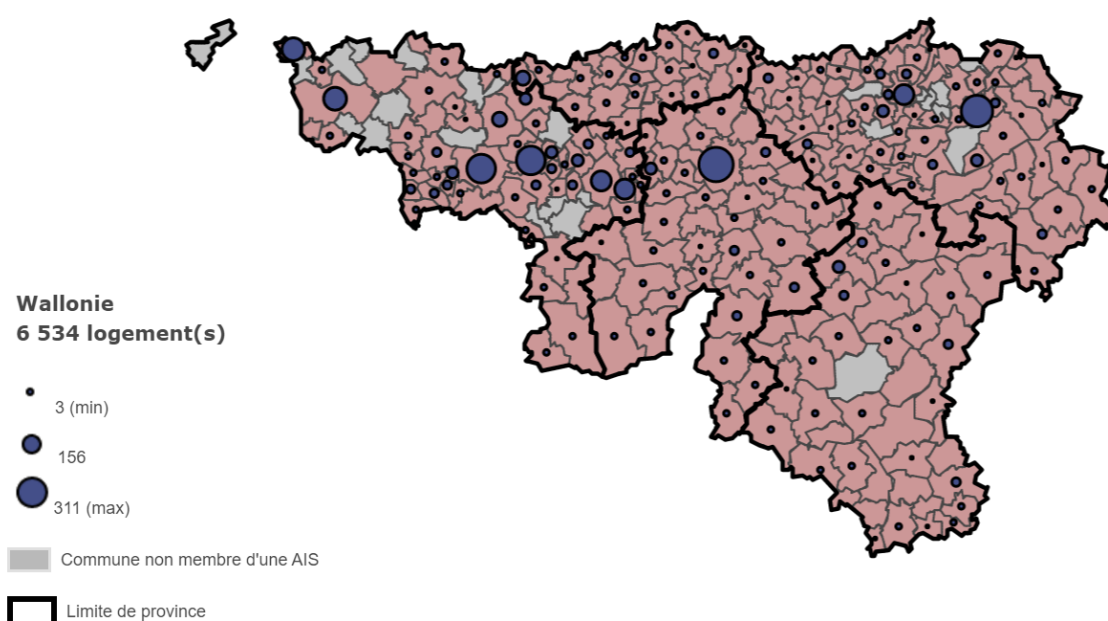 Wallonie
6 534 logement(s)
3 (min)
156
311 (max)
Commune non membre d'une AIS
Limite de province